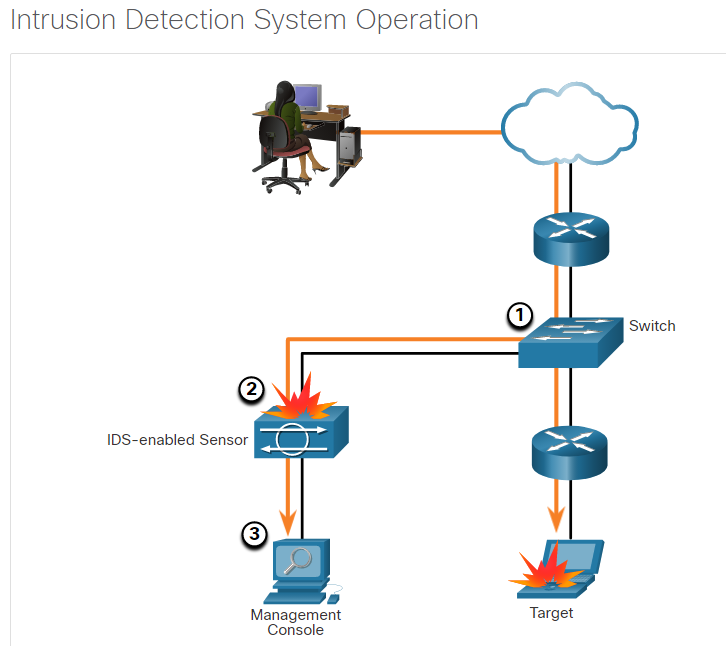 Intrusion Detection System Operation
1
Switch
2
IDS-enabled Sensor
3
Management
Console
Target